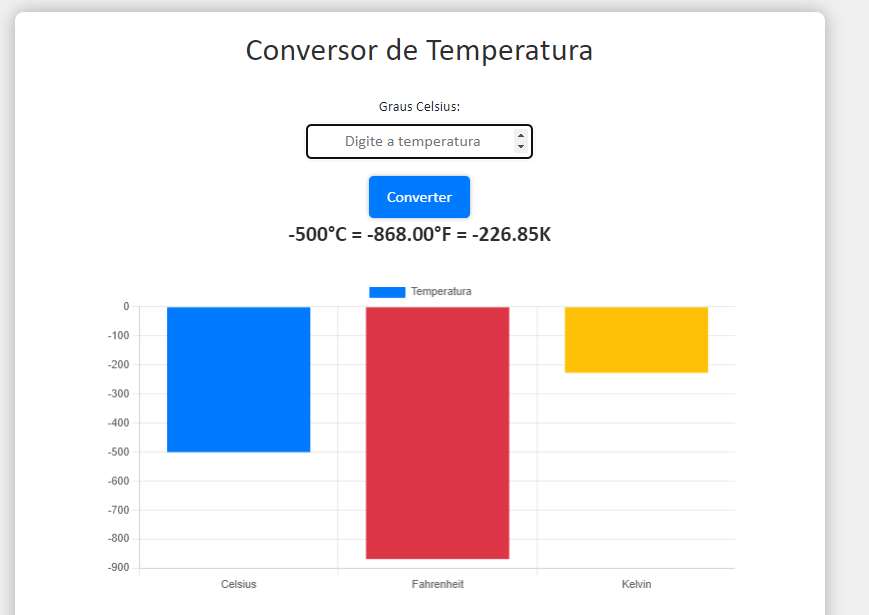 Conversor de Temperatura
Graus Celsius:
Digite a temperatura
Converter
-500°C = -868.00°F = -226.85K
Temperatura
0
-100
-200
-300
-400
-500
-600
-700
-800
-900
Celsius Fahrenheit Kelvin